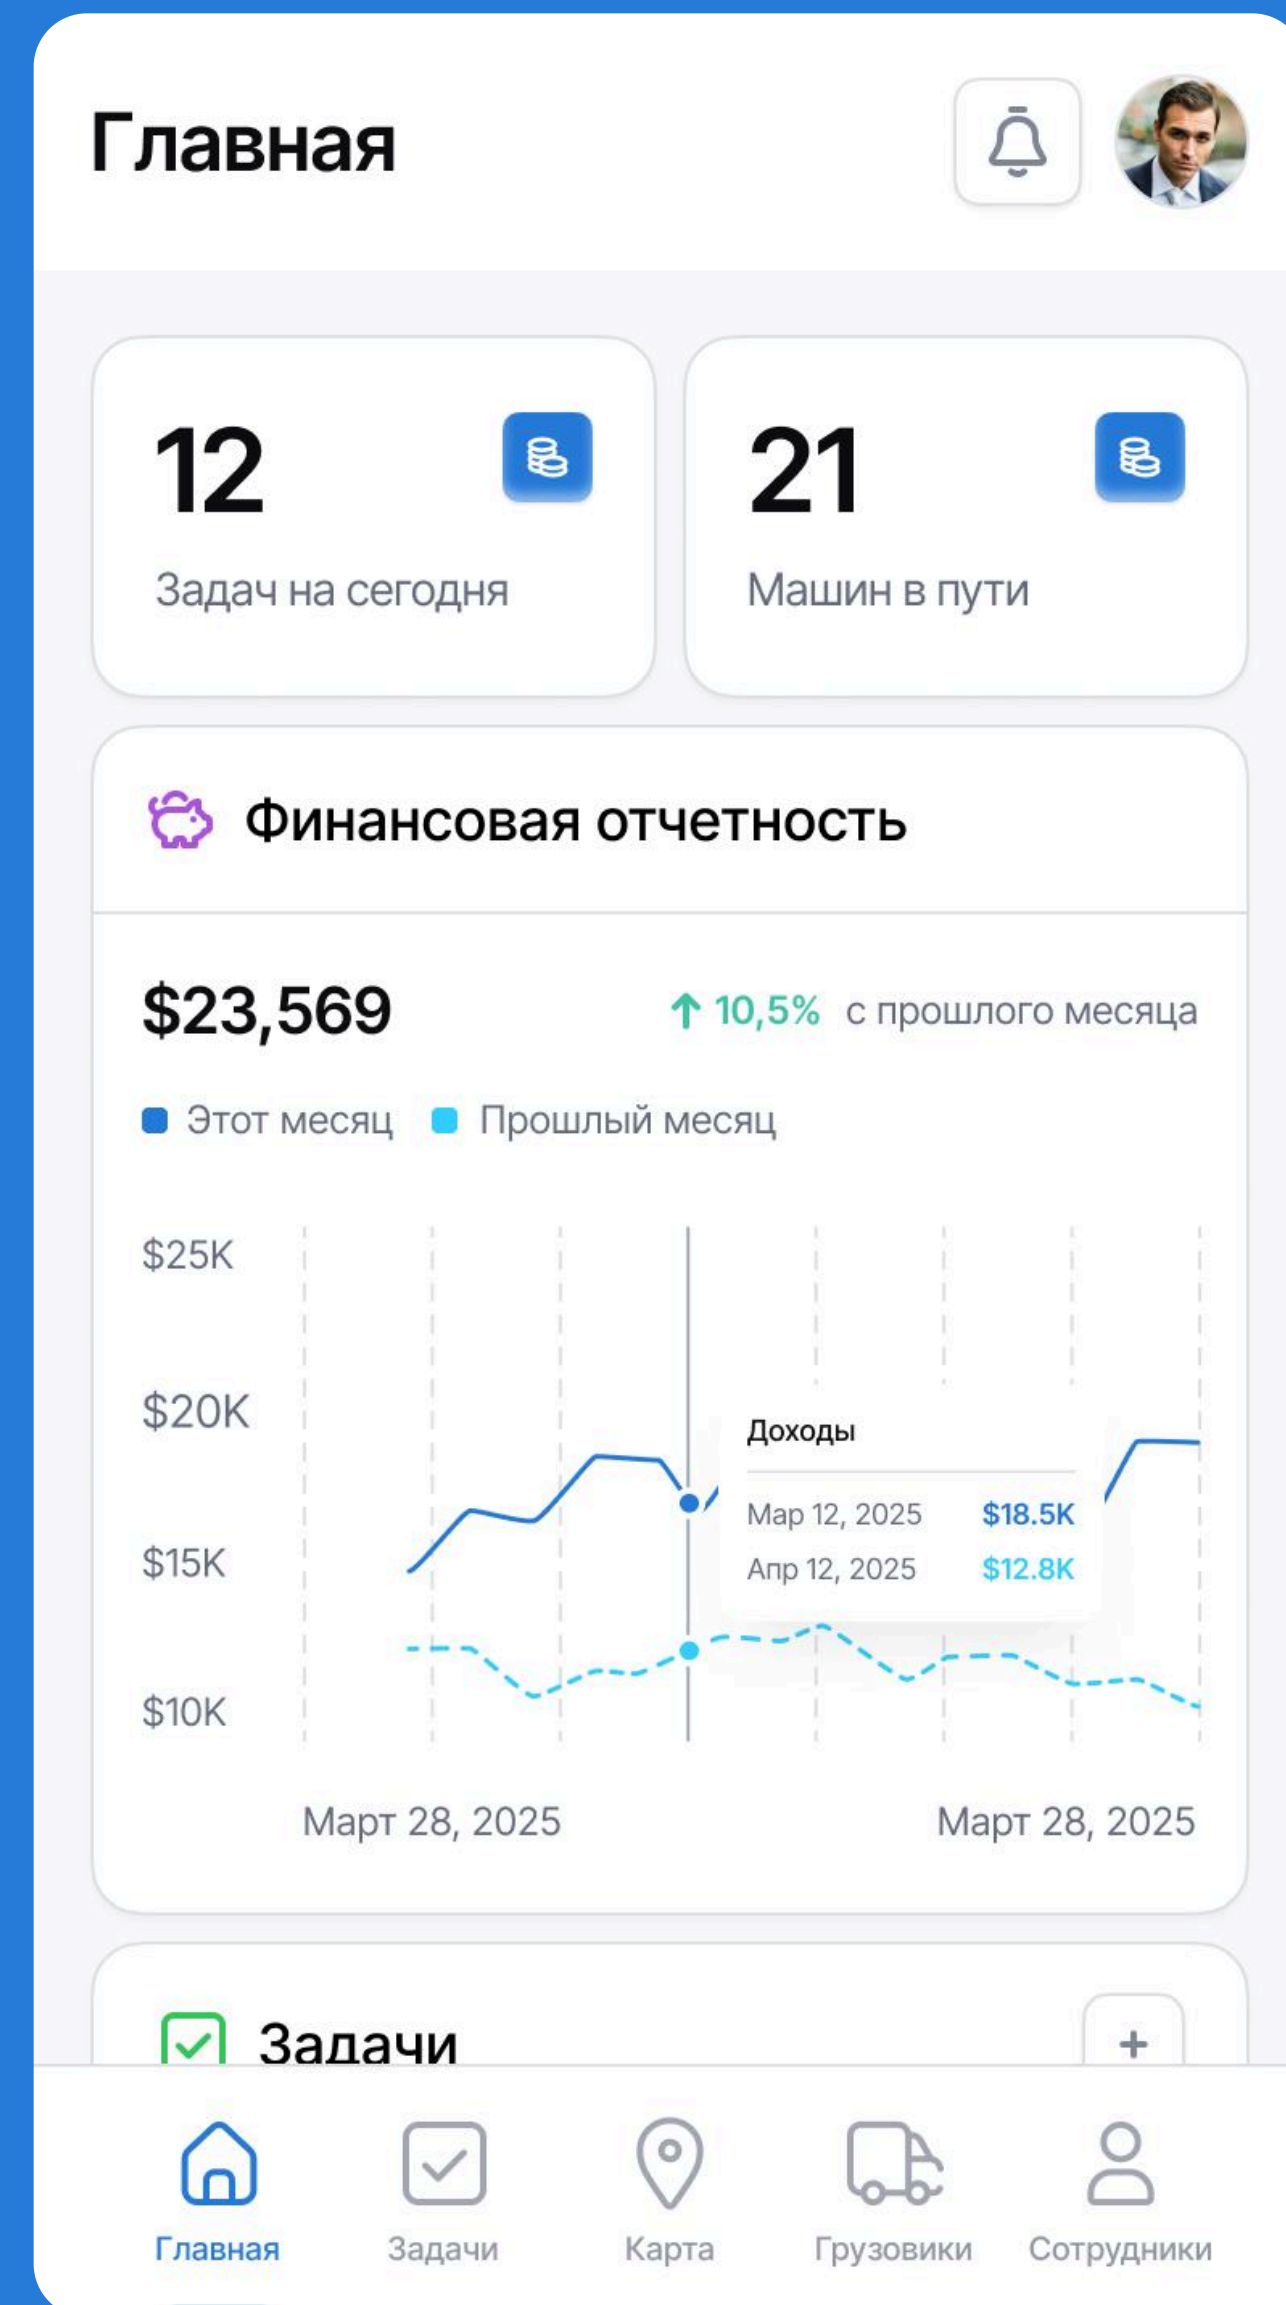 Главная
12
Задач на сегодня
21
Машин в пути
Финансовая отчетность
$23,569
10,5% с прошлого месяца
Этот месяц Прошлый месяц
$25K
$20K
$15K
$10K
Доходы
Мар 12, 2025 $18.5K
Апр 12, 2025 $12.8K
Март 28, 2025 Март 28, 2025
Задачи
+
Главная Задачи Карта Грузовики Сотрудники